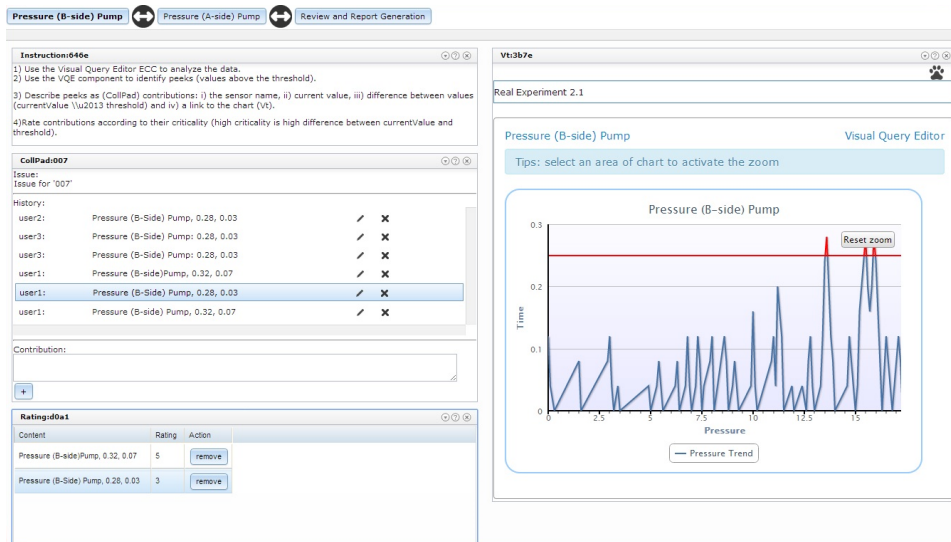 Pressure (B-side) Pump
Pressure (A-side) Pump
Review and Report Generation
Instruction:646e
1) Use the Visual Query Editor ECC to analyze the data.
2) Use the VQE component to identify peeks (values above the threshold).
3) Describe peeks as (CollPad) contributions: i) the sensor name, ii) current value, iii) difference between values
(currentValue \\u2013 threshold) and iv) a link to the chart (Vt).
4)Rate contributions according to their criticality (high criticality is high difference between currentValue and
threshold).
CollPad:007
Issue:
Issue for '007'
History:
user2: Pressure (B-Side) Pump, 0.28, 0.03
user3: Pressure (B-Side) Pump: 0.28, 0.03
user3: Pressure (B-Side) Pump: 0.28, 0.03
user1: Pressure (B-side)Pump, 0.32, 0.07
user1: Pressure (B-Side) Pump, 0.28, 0.03
user1: Pressure (B-side) Pump, 0.32, 0.07
Contribution:
+
Rating:d0a1
Content Rating Action
Pressure (B-side)Pump, 0.32, 0.07 5 remove
Pressure (B-Side) Pump, 0.28, 0.03 3 remove
Vt:3b7e
Real Experiment 2.1
Pressure (B-side) Pump Visual Query Editor
Tips: select an area of chart to activate the zoom
Pressure (B-side) Pump
Reset zoom
0.3
0.2
0.1
0
Time
0 2.5 5 7.5 10 12.5 15
Pressure
Pressure Trend